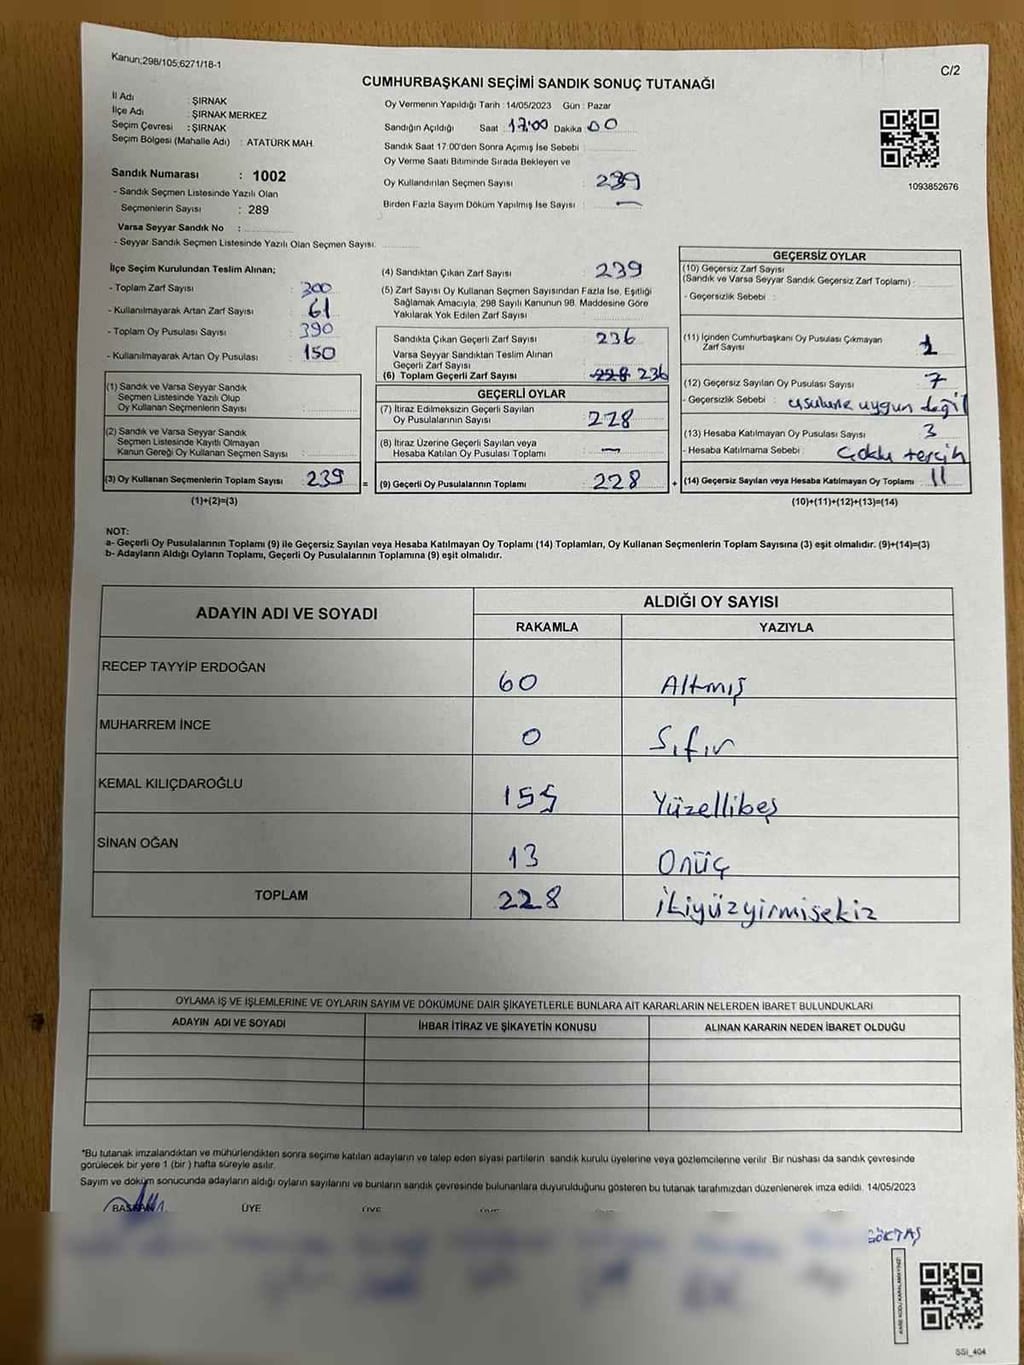 Kanun;298/105,6271/18-1
C/2
CUMHURBAŞKANI SEÇİMİ SANDIK SONUÇ TUTANAĞI
İl Adı : ŞIRNAK
İlçe Adı : ŞIRNAK MERKEZ
Seçim Çevresi : ŞIRNAK
Seçim Bölgesi (Mahalle Adı) : ATATÜRK MAH.
Sandık Numarası : 1002
- Sandık Seçmen Listesinde Yazılı Olan
Seçmenlerin Sayısı : 289
Varsa Seyyar Sandık No :
- Seyyar Sandık Seçmen Listesinde Yazılı Olan Seçmen Sayısı.
Oy Vermenin Yapıldığı Tarih : 14/05/2023 Gün : Pazar
Sandığın Açıldığı Saat : 17:00 Dakika : 00
Sandık Saat 17:00'den Sonra Açımış İse Sebebi :
Oy Verme Saati Bitiminde Sırada Bekleyen ve
Oy Kullandırılan Seçmen Sayısı : 239
Birden Fazla Sayım Döküm Yapılmış İse Sayısı : —
1093852676
İlçe Seçim Kurulundan Teslim Alınan;
- Toplam Zarf Sayısı : 300
- Kullanılmayarak Artan Zarf Sayısı : 61
- Toplam Oy Pusulası Sayısı : 390
- Kullanılmayarak Artan Oy Pusulası : 150
(1) Sandık ve Varsa Seyyar Sandık
Seçmen Listesinde Yazılı Olup
Oy Kullanan Seçmenlerin Sayısı :
(2) Sandık ve Varsa Seyyar Sandık
Seçmen Listesinde Kayıtlı Olmayan
Kanun Gereği Oy Kullanan Seçmen Sayısı :
(3) Oy Kullanan Seçmenlerin Toplam Sayısı : 239
(1)+(2)=(3)
=
(4) Sandıktan Çıkan Zarf Sayısı : 239
(5) Zarf Sayısı Oy Kullanan Seçmen Sayısından Fazla İse, Eşitliği
Sağlamak Amacıyla, 298 Sayılı Kanunun 98. Maddesine Göre
Yakılarak Yok Edilen Zarf Sayısı :
Sandıkta Çıkan Geçerli Zarf Sayısı : 236
Varsa Seyyar Sandıktan Teslim Alınan
Geçerli Zarf Sayısı :
(6) Toplam Geçerli Zarf Sayısı : 228 236
GEÇERLİ OYLAR
(7) İtiraz Edilmeksizin Geçerli Sayılan
Oy Pusulalarının Sayısı : 228
(8) İtiraz Üzerine Geçerli Sayılan veya
Hesaba Katılan Oy Pusulası Toplamı : —
(9) Geçerli Oy Pusulalarının Toplamı : 228
+
GEÇERSİZ OYLAR
(10) Geçersiz Zarf Sayısı
(Sandık ve Varsa Seyyar Sandık Geçersiz Zarf Toplamı) :
- Geçersizlik Sebebi :
(11) İçinden Cumhurbaşkanı Oy Pusulası Çıkmayan
Zarf Sayısı : 1
(12) Geçersiz Sayılan Oy Pusulası Sayısı : 7
- Geçersizlik Sebebi : usulune uygun değil
(13) Hesaba Katılmayan Oy Pusulası Sayısı : 3
- Hesaba Katılmama Sebebi : Çoklu tercih
(14) Geçersiz Sayılan veya Hesaba Katılmayan Oy Toplamı : 11
(10)+(11)+(12)+(13)=(14)
NOT:
a- Geçerli Oy Pusulalarının Toplamı (9) ile Geçersiz Sayılan veya Hesaba Katılmayan Oy Toplamı (14) Toplamları, Oy Kullanan Seçmenlerin Toplam Sayısına (3) eşit olmalıdır. (9)+(14)=(3)
b- Adayların Aldığı Oyların Toplamı, Geçerli Oy Pusulalarının Toplamına (9) eşit olmalıdır.
ADAYIN ADI VE SOYADI
ALDIĞI OY SAYISI
RAKAMLA YAZIYLA
RECEP TAYYİP ERDOĞAN 60 Altmış
MUHARREM İNCE 0 Sıfır
KEMAL KILIÇDAROĞLU 155 Yüzellibeş
SİNAN OĞAN 13 Onüç
TOPLAM 228 İkiyüzyirmisekiz
OYLAMA İŞ VE İŞLEMLERİNE VE OYLARIN SAYIM VE DÖKÜMÜNE DAİR ŞİKAYETLERLE BUNLARA AİT KARARLARIN NELERDEN İBARET BULUNDUKLARI
ADAYIN ADI VE SOYADI İHBAR İTİRAZ VE ŞİKAYETİN KONUSU ALINAN KARARIN NEDEN İBARET OLDUĞU
*Bu tutanak imzalandıktan ve mühürlendikten sonra seçime katılan adayların ve talep eden siyasi partilerin sandık kurulu üyelerine veya gözlemcilerine verilir .Bir nüshası da sandık çevresinde
görülecek bir yere 1 (bir ) hafta süreyle asılır.
Sayım ve döküm sonucunda adayların aldığı oyların sayılarını ve bunların sandık çevresinde bulunanlara duyurulduğunu gösteren bu tutanak tarafımızdan düzenlenerek imza edildi. 14/05/2023
BAŞKAN ÜYE ÜYE ÜYE
GÖKTAŞ
SSI_404